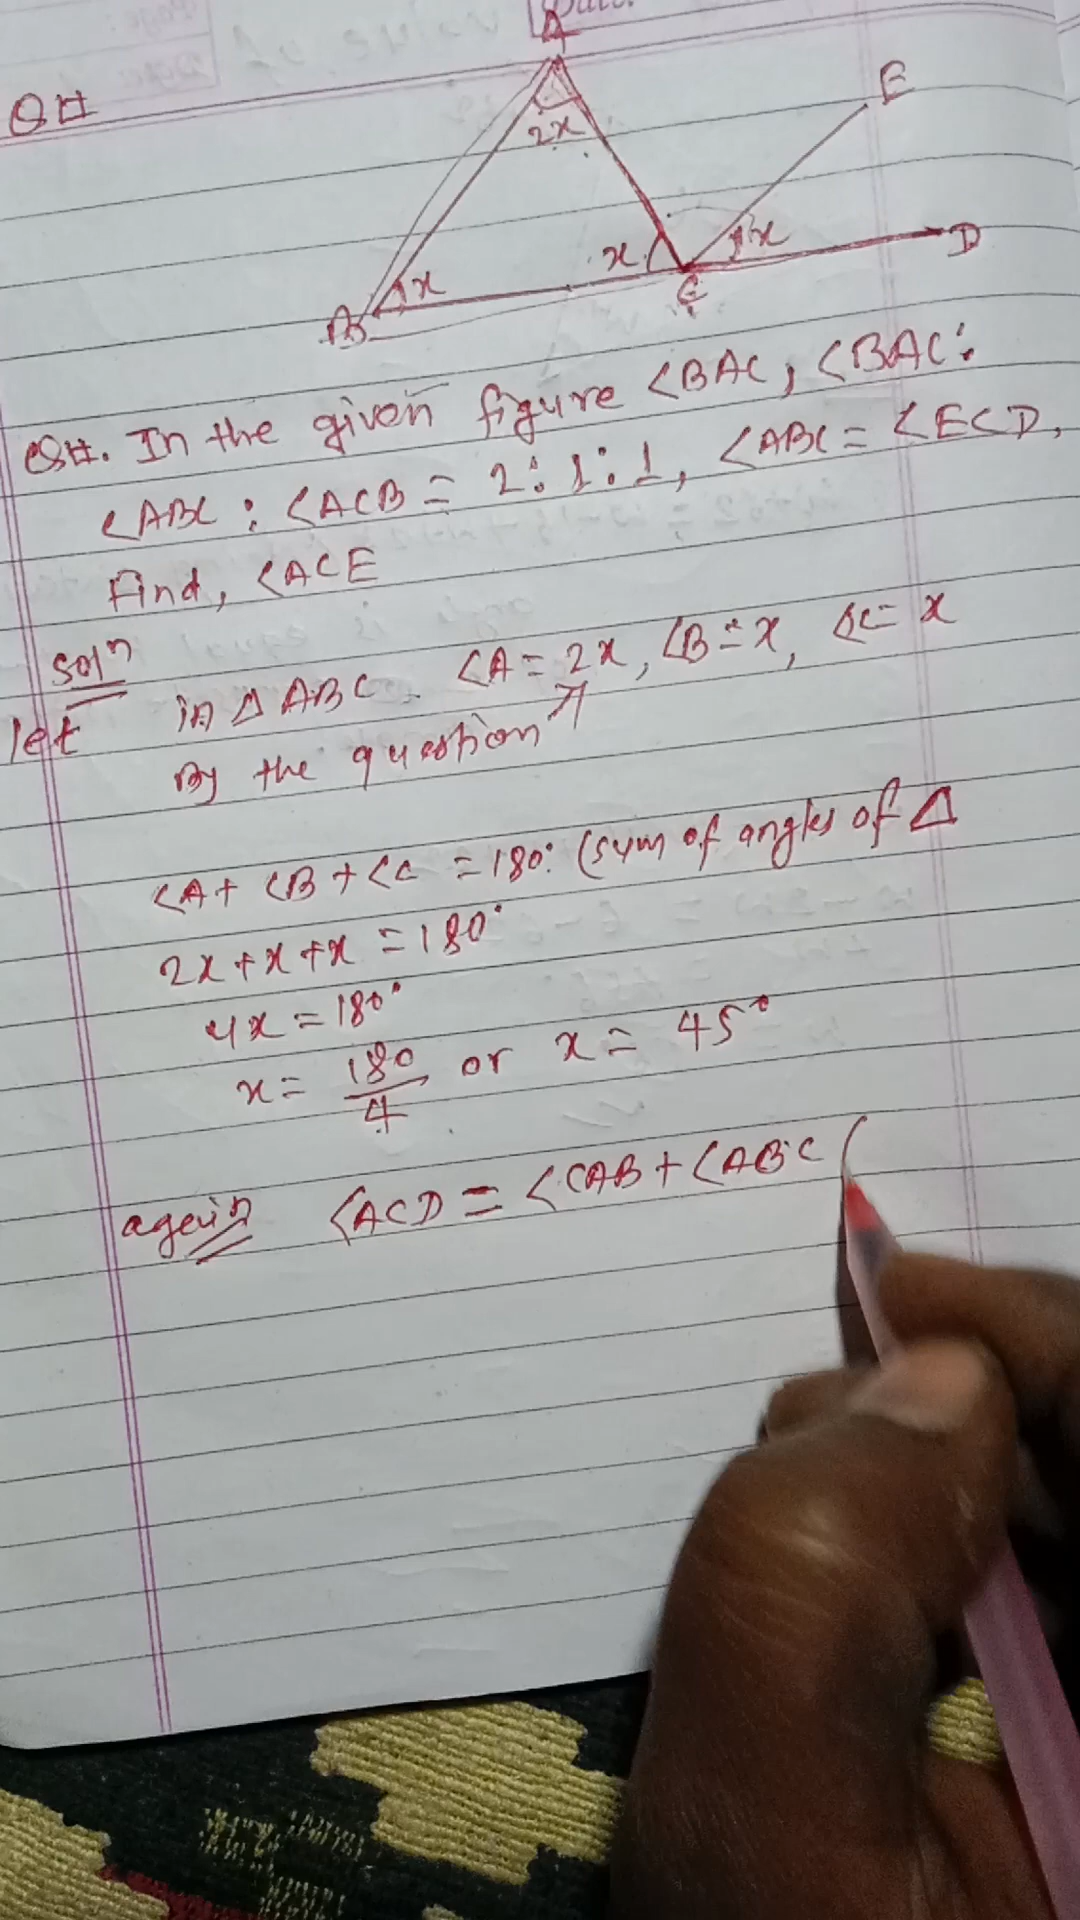 Date:
Q#
A
2x
E
x
x
x
D
B
C
Q#. In the given figure ∠BAC, ∠BAC:
∠ABC : ∠ACB = 2:1:1, ∠ABC = ∠ECD,
Find, ∠ACE
Solⁿ
let in Δ ABC. ∠A = 2x, ∠B = x, ∠C = x
By the question
∠A + ∠B + ∠C = 180° (sum of angles of Δ
2x + x + x = 180°
4x = 180°
x = 180/4 or x = 45°
again ∠ACD = ∠CAB + ∠ABC (